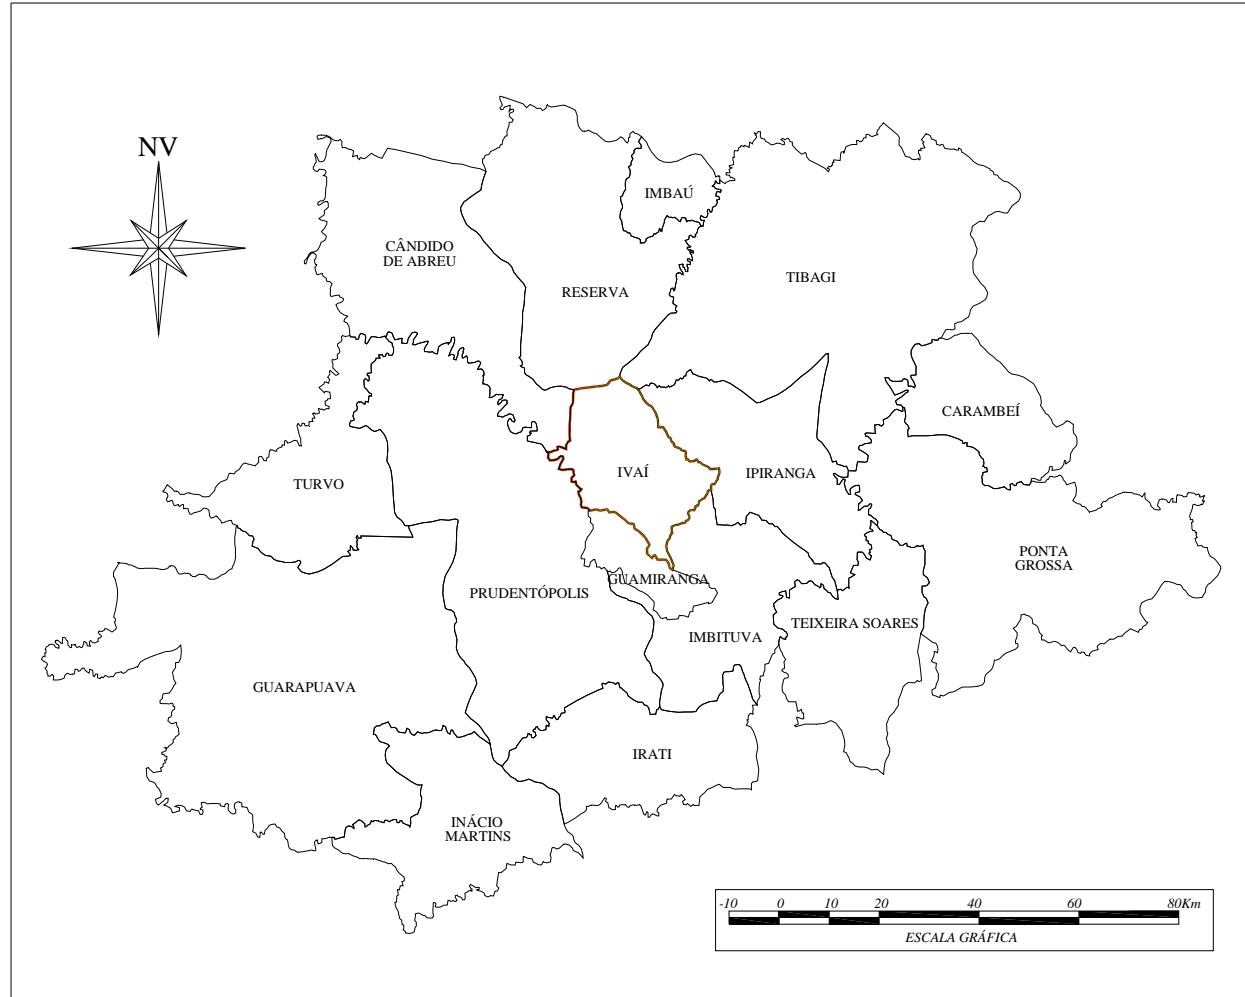 NV
IMBAÚ
CÂNDIDO
DE ABREU
TIBAGI
RESERVA
CARAMBEÍ
IVAÍ
IPIRANGA
TURVO
PONTA
GROSSA
GUAMIRANGA
PRUDENTÓPOLIS
TEIXEIRA SOARES
IMBITUVA
GUARAPUAVA
IRATI
INÁCIO
MARTINS
-10 0 10 20 40 60 80Km
ESCALA GRÁFICA